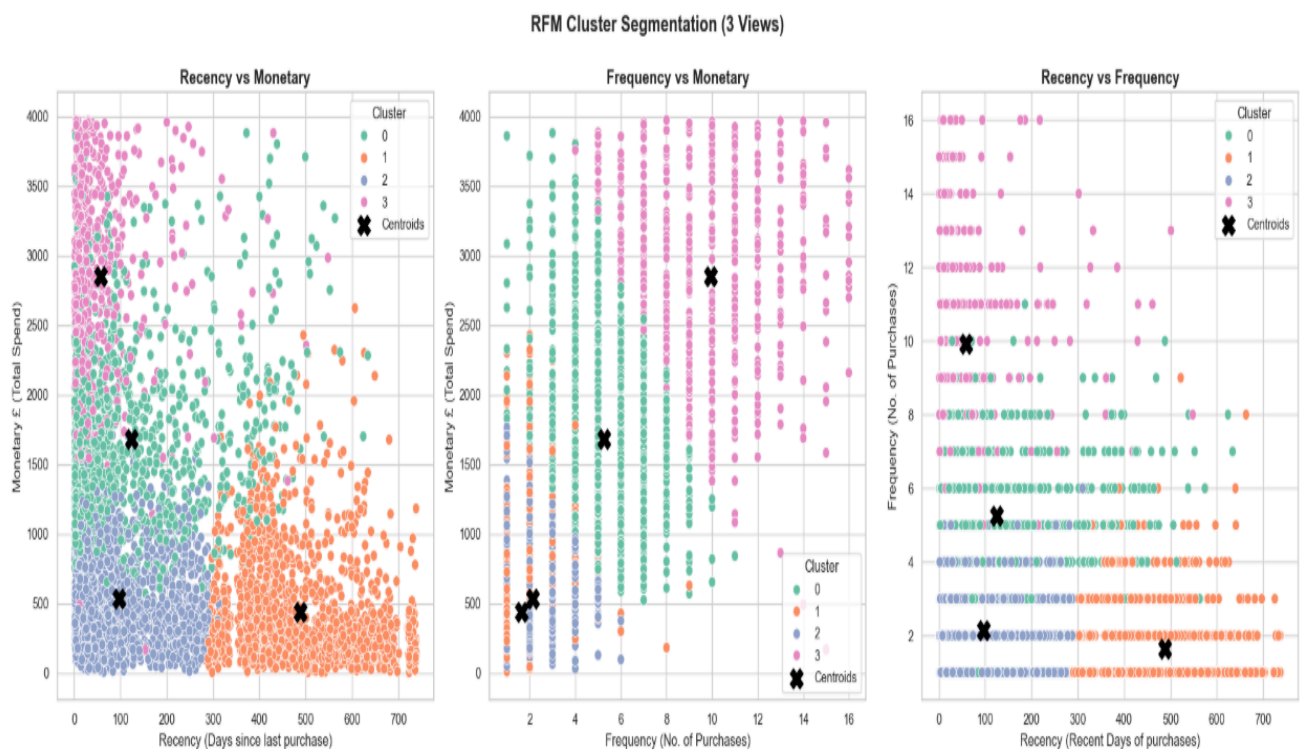 RFM Cluster Segmentation (3 Views)
Recency vs Monetary
Monetary £ (Total Spend)
4000
3500
3000
2500
2000
1500
1000
500
0
0 100 200 300 400 500 600 700
Recency (Days since last purchase)
Cluster
0
1
2
3
Centroids
Frequency vs Monetary
Monetary £ (Total Spend)
4000
3500
3000
2500
2000
1500
1000
500
0
2 4 6 8 10 12 14 16
Frequency (No. of Purchases)
Cluster
0
1
2
3
Centroids
Recency vs Frequency
Frequency (No. of Purchases)
16
14
12
10
8
6
4
2
0 100 200 300 400 500 600 700
Recency (Recent Days of purchases)
Cluster
0
1
2
3
Centroids